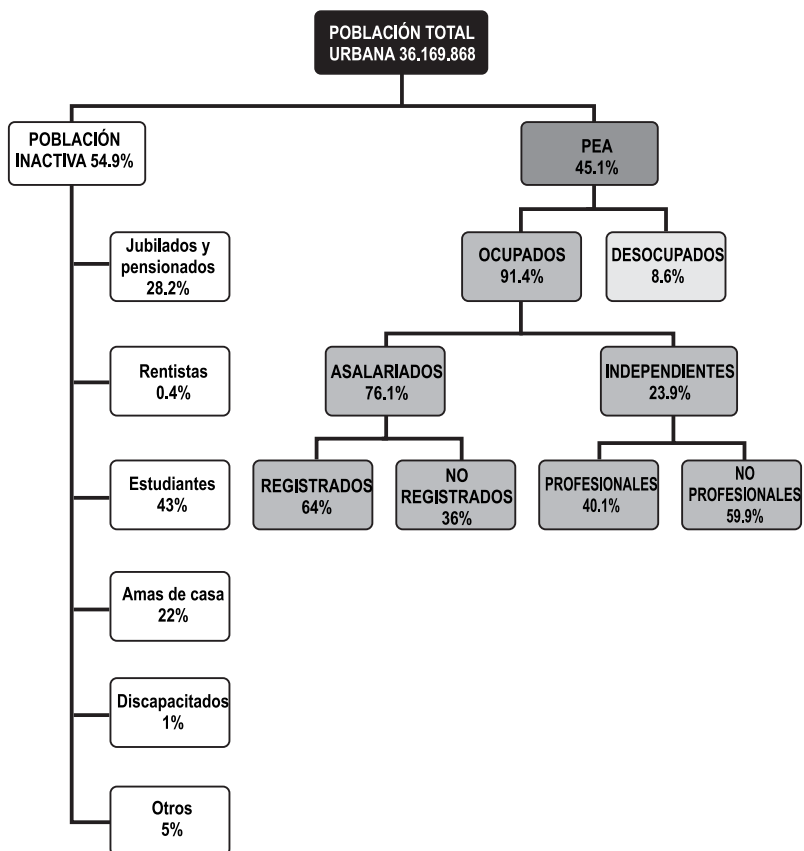 POBLACIÓN TOTAL
URBANA 36.169.868
POBLACIÓN
INACTIVA 54.9%
PEA
45.1%
Jubilados y
pensionados
28.2%
OCUPADOS
91.4%
DESOCUPADOS
8.6%
Rentistas
0.4%
ASALARIADOS
76.1%
INDEPENDIENTES
23.9%
Estudiantes
43%
REGISTRADOS
64%
NO
REGISTRADOS
36%
PROFESIONALES
40.1%
NO
PROFESIONALES
59.9%
Amas de casa
22%
Discapacitados
1%
Otros
5%